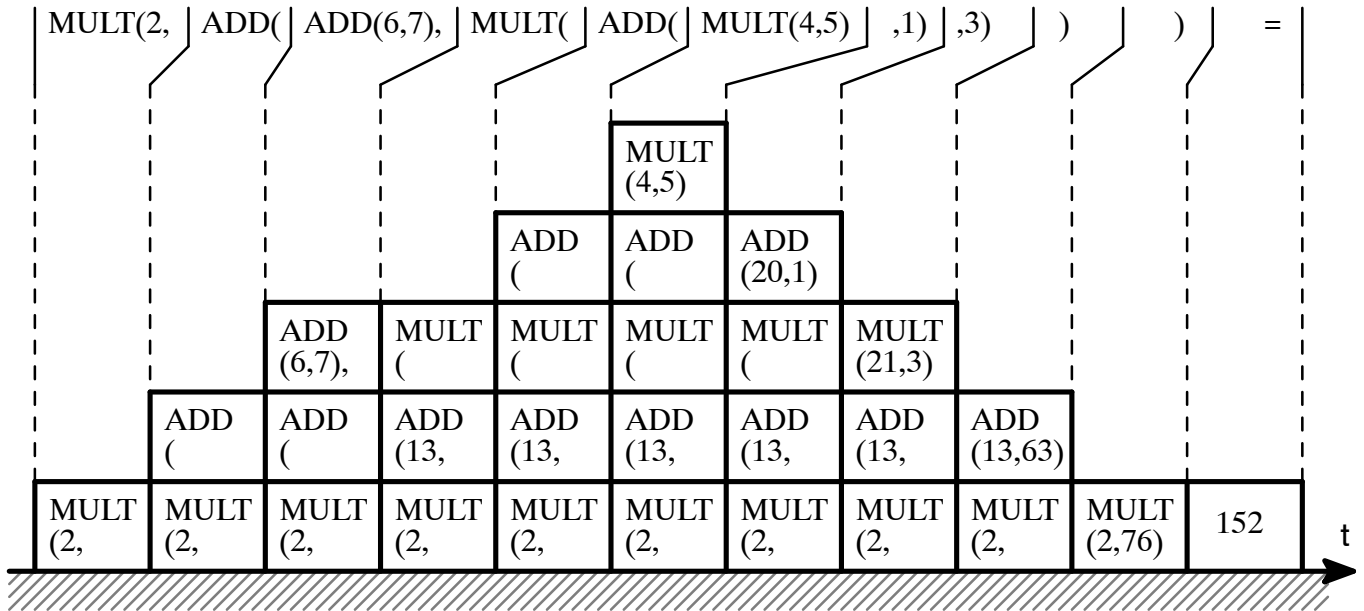 MULT(2, ADD( ADD(6,7), MULT( ADD( MULT(4,5) ,1) ,3) ) ) =
MULT
(4,5)
ADD ADD ADD
( ( (20,1)
ADD MULT MULT MULT MULT MULT
(6,7), ( ( ( ( (21,3)
ADD ADD ADD ADD ADD ADD ADD ADD
( ( (13, (13, (13, (13, (13, (13,63)
MULT MULT MULT MULT MULT MULT MULT MULT MULT MULT 152
(2, (2, (2, (2, (2, (2, (2, (2, (2, (2,76)
t